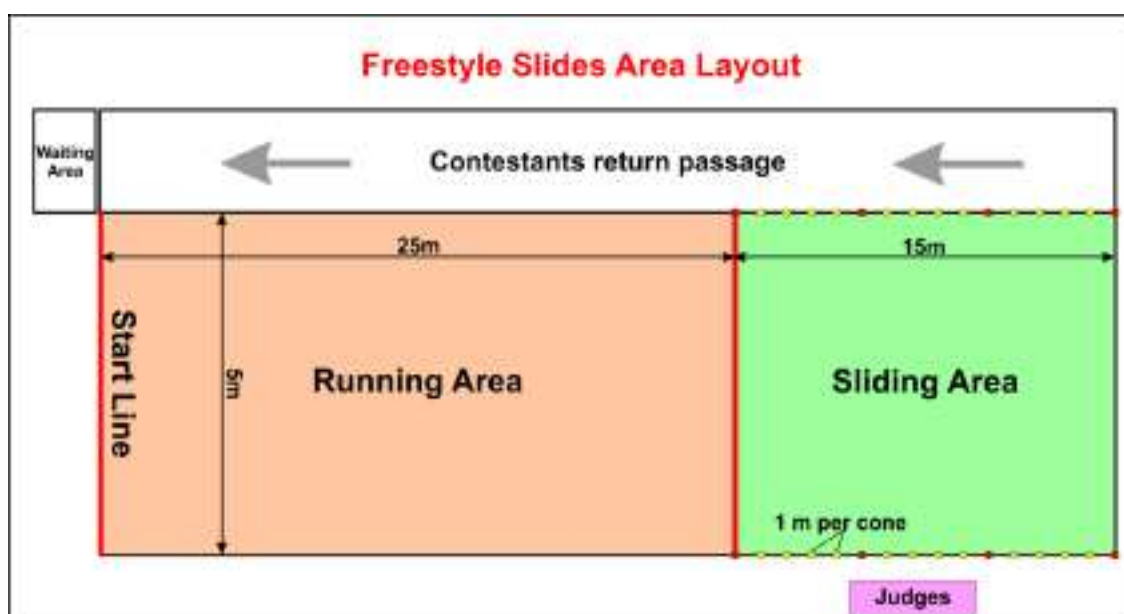 Freestyle Slides Area Layout
Waiting
Area
Contestants return passage
25m
15m
Start Line
5m
Running Area
Sliding Area
1 m per cone
Judges